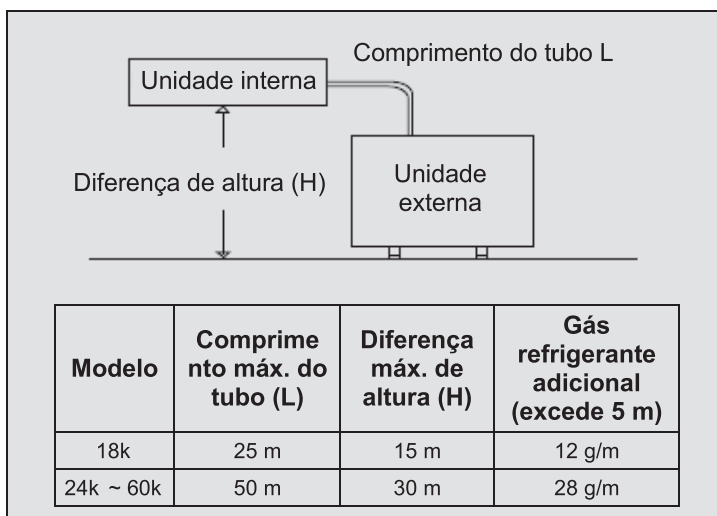 Comprimento do tubo L
Unidade interna
Diferença de altura (H)
Unidade
externa
Modelo
Comprime
nto máx. do
tubo (L)
Diferença
máx. de
altura (H)
Gás
refrigerante
adicional
(excede 5 m)
18k 25 m 15 m 12 g/m
24k ~ 60k 50 m 30 m 28 g/m